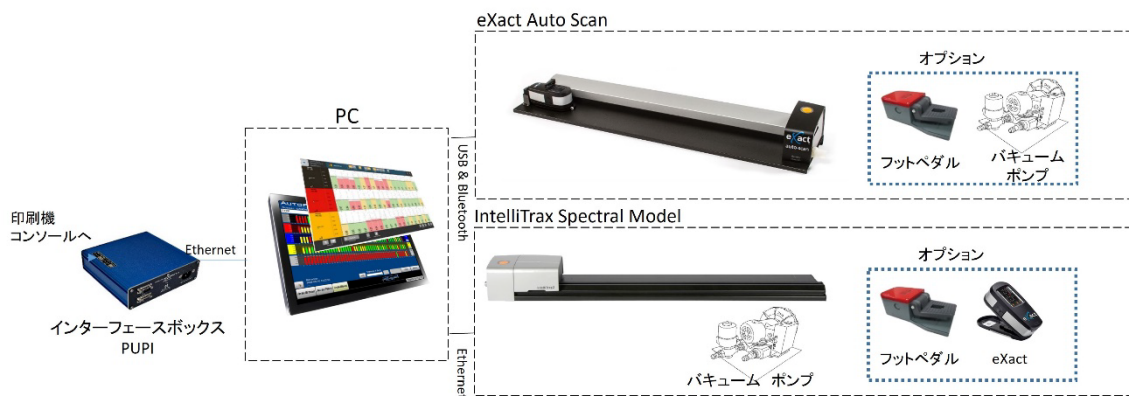 eXact Auto Scan
オプション
eXact
auto scan
フットペダル
バキューム
ポンプ
PC
USB & Bluetooth
印刷機
コンソールへ
Ethernet
インターフェースボックス
PUPI
IntelliTrax Spectral Model
オプション
バキューム ポンプ
フットペダル
eXact
Ethernet